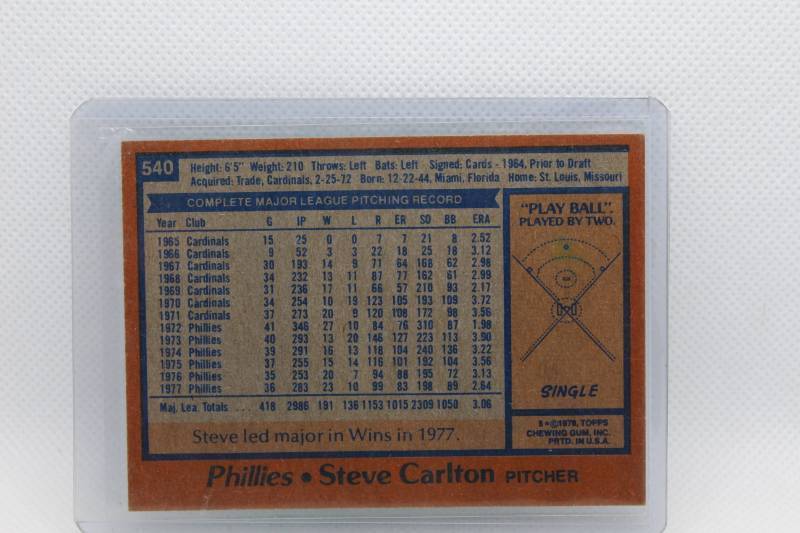 540
Height: 6'5" Weight: 210 Throws: Left Bats: Left Signed: Cards - 1964, Prior to Draft
Acquired: Trade, Cardinals, 2-25-72 Born: 12-22-44, Miami, Florida Home: St. Louis, Missouri
COMPLETE MAJOR LEAGUE PITCHING RECORD
Year Club G IP W L R ER SO BB ERA
1965 Cardinals 15 25 0 0 7 7 21 8 2.52
1966 Cardinals 9 52 3 3 22 18 25 18 3.12
1967 Cardinals 30 193 14 9 71 64 168 62 2.98
1968 Cardinals 34 232 13 11 87 77 162 61 2.99
1969 Cardinals 31 236 17 11 66 57 210 93 2.17
1970 Cardinals 34 254 10 19 123 105 193 109 3.72
1971 Cardinals 37 273 20 9 120 108 172 98 3.56
1972 Phillies 41 346 27 10 84 76 310 87 1.98
1973 Phillies 40 293 13 20 146 127 223 113 3.90
1974 Phillies 39 291 16 13 118 104 240 136 3.22
1975 Phillies 37 255 15 14 116 101 192 104 3.56
1976 Phillies 35 253 20 7 94 88 195 72 3.13
1977 Phillies 36 283 23 10 99 83 198 89 2.64
Maj. Lea. Totals .... 418 2986 191 136 1153 1015 2309 1050 3.06
Steve led major in Wins in 1977.
"PLAY BALL".
PLAYED BY TWO.
SINGLE
©1978, TOPPS
CHEWING GUM, INC.
PRTD. IN U.S.A.
Phillies • Steve Carlton PITCHER